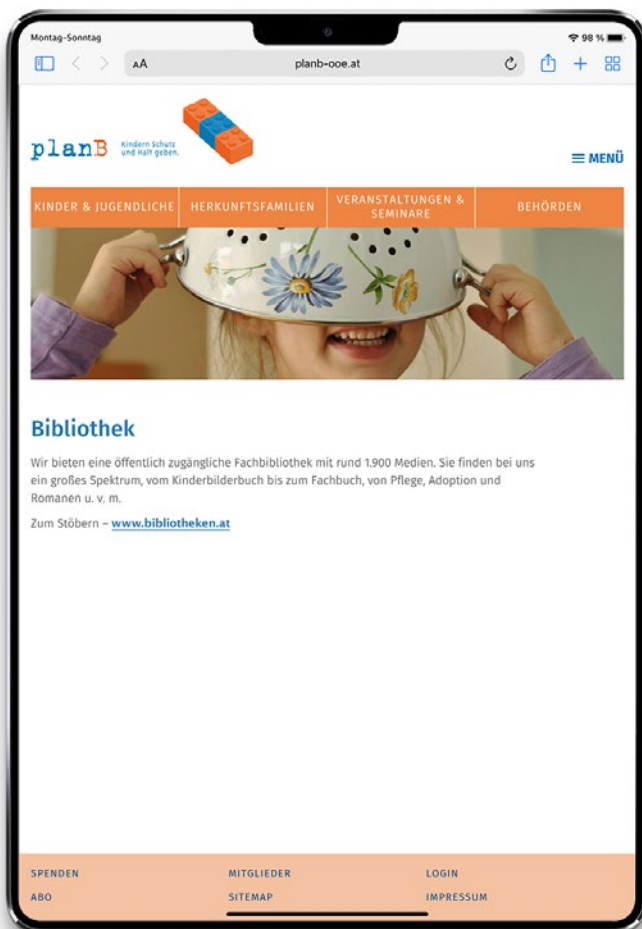 Montag-Sonntag
98 %
AA
planb-ooe.at
planB
Kindern Schutz
und Halt geben.
MENÜ
KINDER & JUGENDLICHE
HERKUNFTSFAMILIEN
VERANSTALTUNGEN &
SEMINARE
BEHÖRDEN
Bibliothek
Wir bieten eine öffentlich zugängliche Fachbibliothek mit rund 1.900 Medien. Sie finden bei uns
ein großes Spektrum, vom Kinderbilderbuch bis zum Fachbuch, von Pflege, Adoption und
Romanen u. v. m.
Zum Stöbern – www.bibliotheken.at
SPENDEN
MITGLIEDER
LOGIN
ABO
SITEMAP
IMPRESSUM